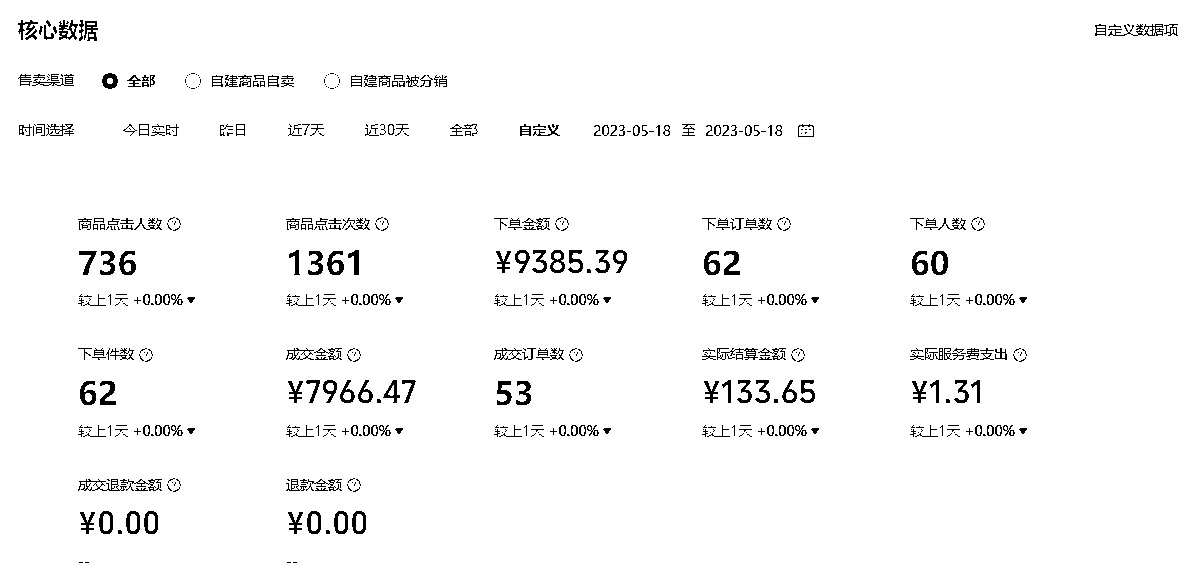 核心数据 自定义数据项
售卖渠道 全部 自建商品自卖 自建商品被分销
时间选择 今日实时 昨日 近7天 近30天 全部 自定义 2023-05-18 至 2023-05-18
商品点击人数 商品点击次数 下单金额 下单订单数 下单人数
736 1361 ¥9385.39 62 60
较上1天 +0.00% 较上1天 +0.00% 较上1天 +0.00% 较上1天 +0.00% 较上1天 +0.00%
下单件数 成交金额 成交订单数 实际结算金额 实际服务费支出
62 ¥7966.47 53 ¥133.65 ¥1.31
较上1天 +0.00% 较上1天 +0.00% 较上1天 +0.00% 较上1天 +0.00% 较上1天 +0.00%
成交退款金额 退款金额
¥0.00 ¥0.00
-- --